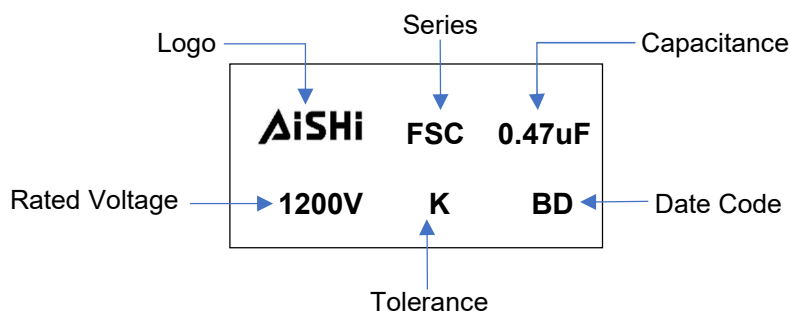 Series
Logo
Capacitance
AiSHi FSC 0.47uF
Rated Voltage
1200V K BD
Date Code
Tolerance